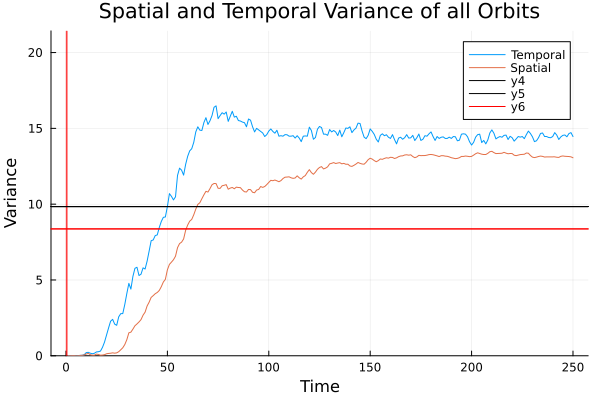 Spatial and Temporal Variance of all Orbits
Variance
20
15
10
5
0
Temporal
Spatial
y4
y5
y6
0 50 100 150 200 250
Time